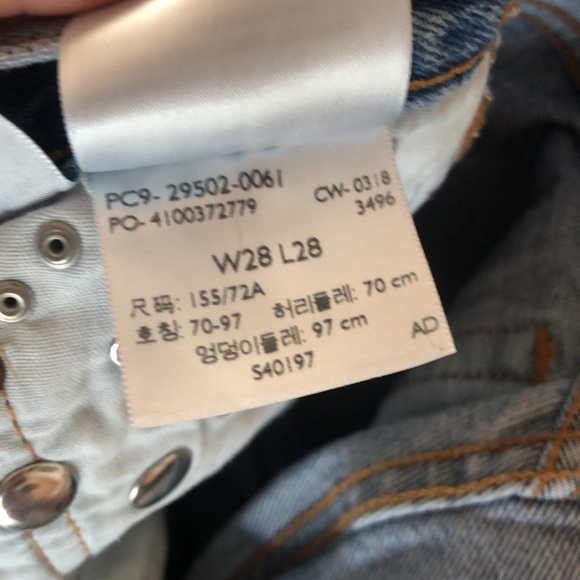 PC9- 29502-0061
CW- 0318
PO- 4100372779
3496
W28 L28
尺码: 155/72A
허리둘레: 70 cm
호칭: 70-97
엉덩이둘레: 97 cm
AD
S40197